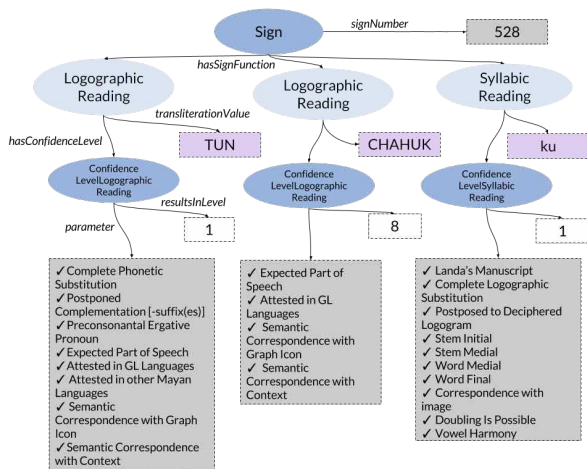 Sign
signNumber
528
hasSignFunction
Logographic
Reading
Logographic
Reading
Syllabic
Reading
hasConfidenceLevel
transliterationValue
TUN
CHAHUK
ku
Confidence
LevelLogographic
Reading
Confidence
LevelLogographic
Reading
Confidence
LevelSyllabic
Reading
parameter
resultsInLevel
1
8
1
✓Complete Phonetic
Substitution
✓Postponed
Complementation [-suffix(es)]
✓Preconsonantal Ergative
Pronoun
✓Expected Part of Speech
✓Attested in GL Languages
✓Attested in other Mayan
Languages
✓ Semantic
Correspondence with Graph
Icon
✓Semantic Correspondence
with Context
✓ Expected Part of
Speech
✓ Attested in GL
Languages
✓ Semantic
Correspondence with
Graph Icon
✓ Semantic
Correspondence with
Context
✓ Landa's Manuscript
✓ Complete Logographic
Substitution
✓ Postposed to Deciphered
Logogram
✓ Stem Initial
✓ Stem Medial
✓ Word Medial
✓ Word Final
✓ Correspondence with
image
✓ Doubling Is Possible
✓ Vowel Harmony